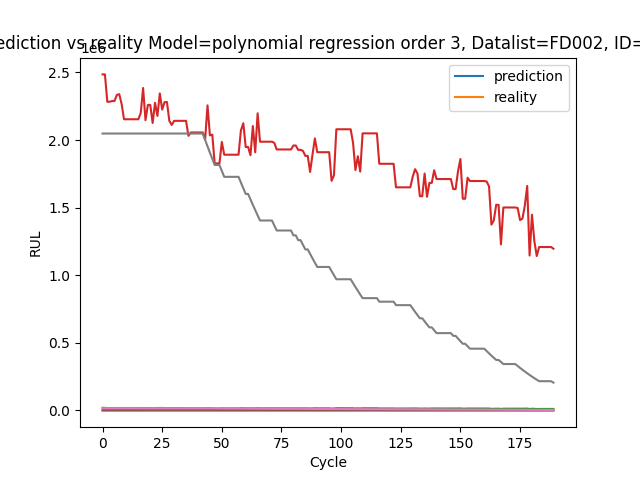 ediction vs reality Model=polynomial regression order 3, Datalist=FD002, ID=
1e6
prediction
reality
2.5
2.0
1.5
1.0
0.5
0.0
RUL
0 25 50 75 100 125 150 175
Cycle